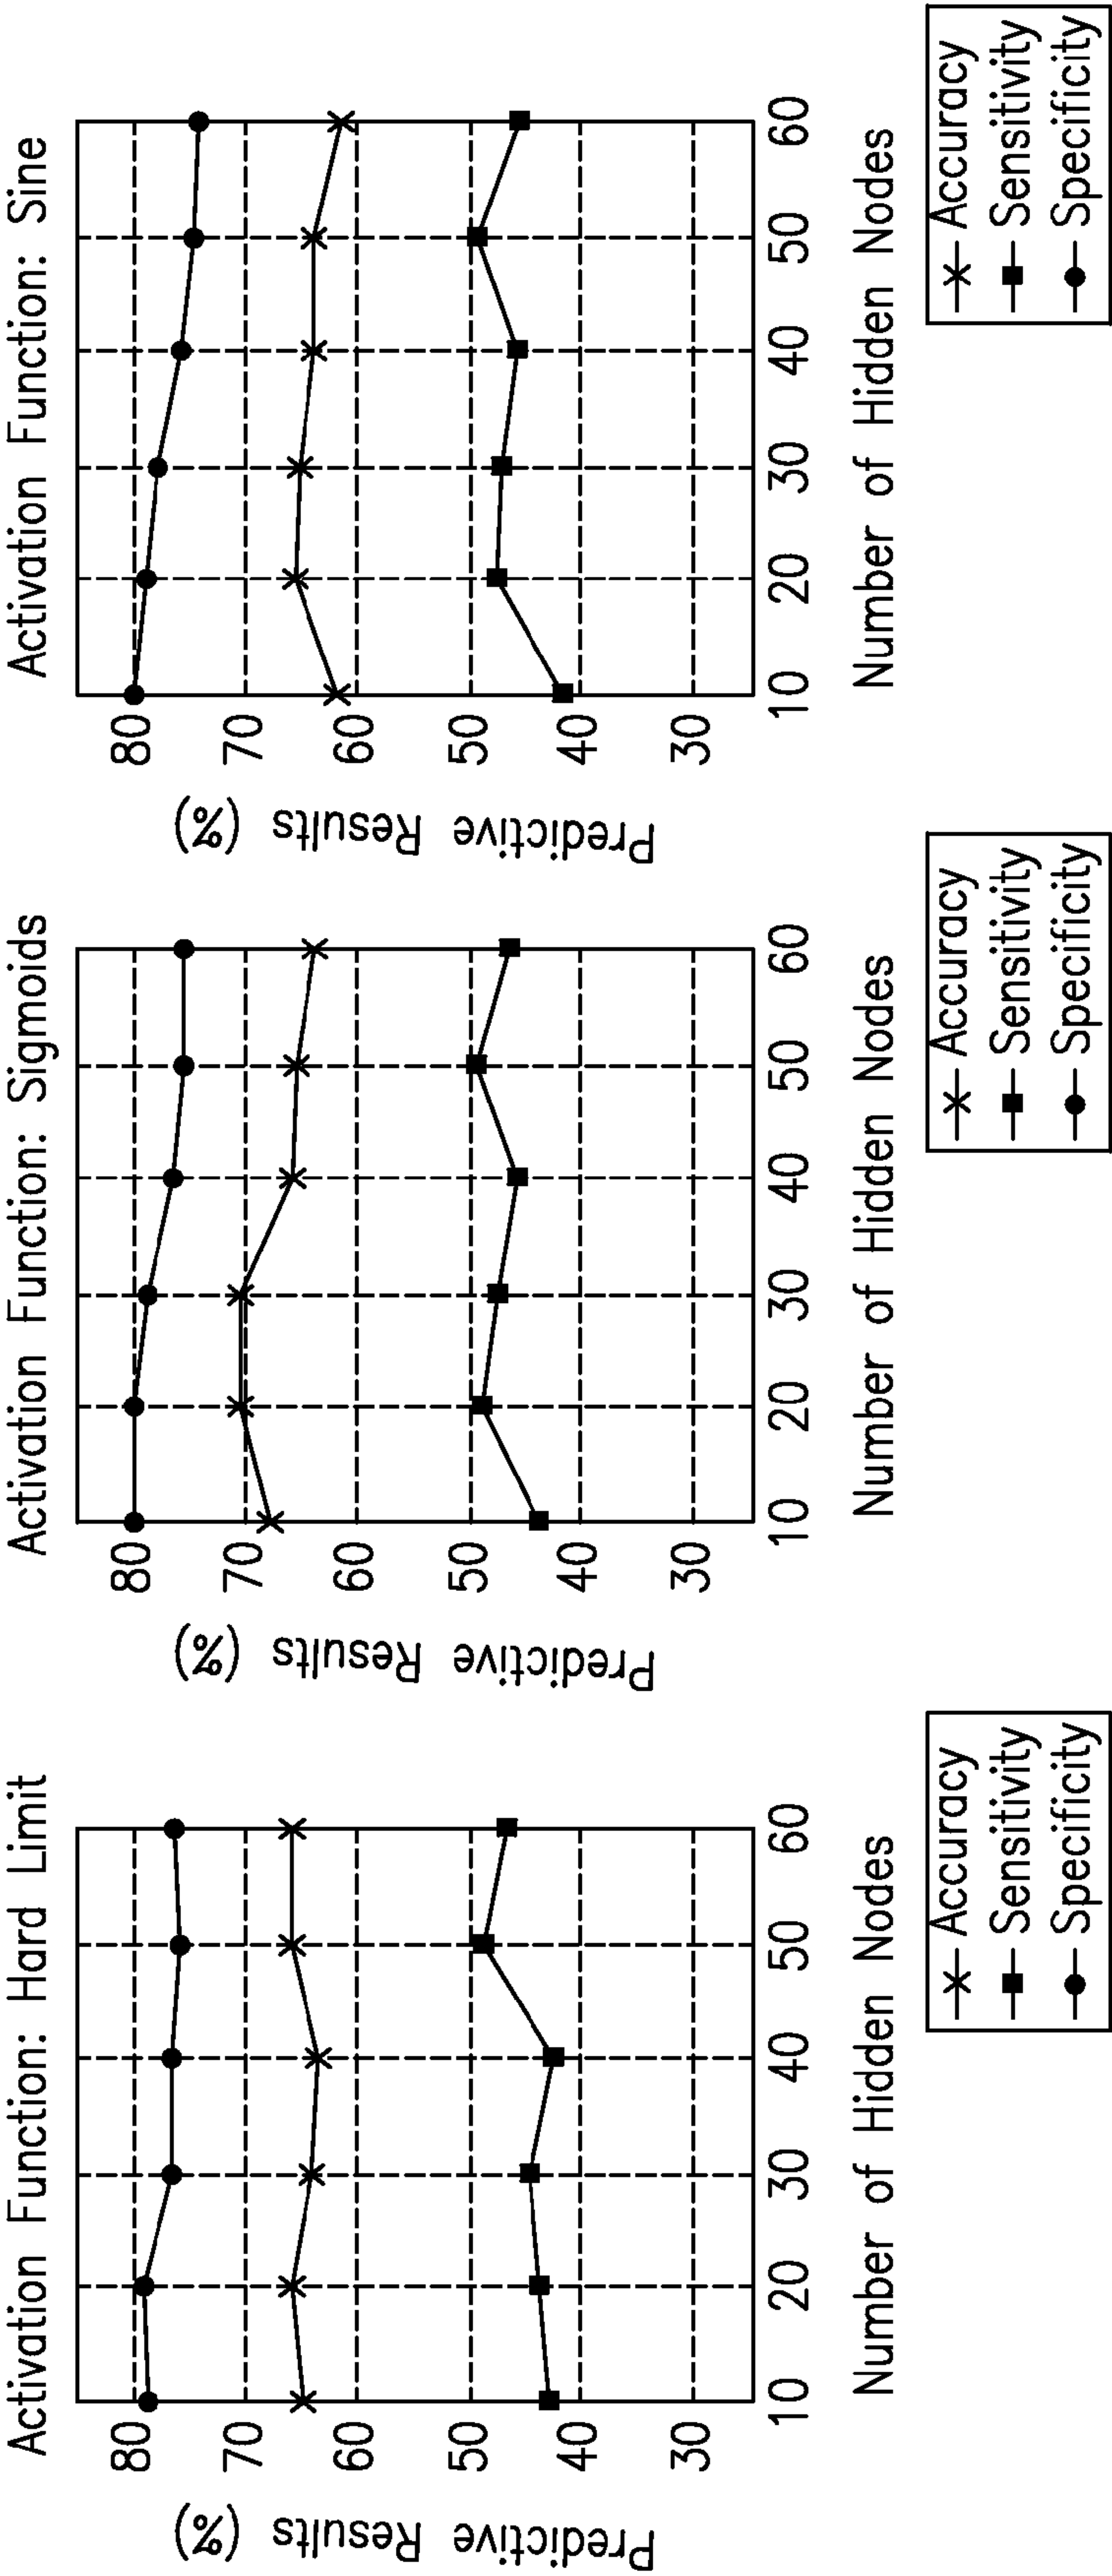 Activation Function: Hard Limit
Predictive
Results
(%)
80
70
60
50
40
30
10 20 30 40 50 60
Number of Hidden Nodes
Accuracy
Sensitivity
Specificity
Activation Function: Sigmoids
Predictive
Results
(%)
80
70
60
50
40
30
10 20 30 40 50 60
Number of Hidden Nodes
Accuracy
Sensitivity
Specificity
Activation Function: Sine
Predictive
Results
(%)
80
70
60
50
40
30
10 20 30 40 50 60
Number of Hidden Nodes
Accuracy
Sensitivity
Specificity